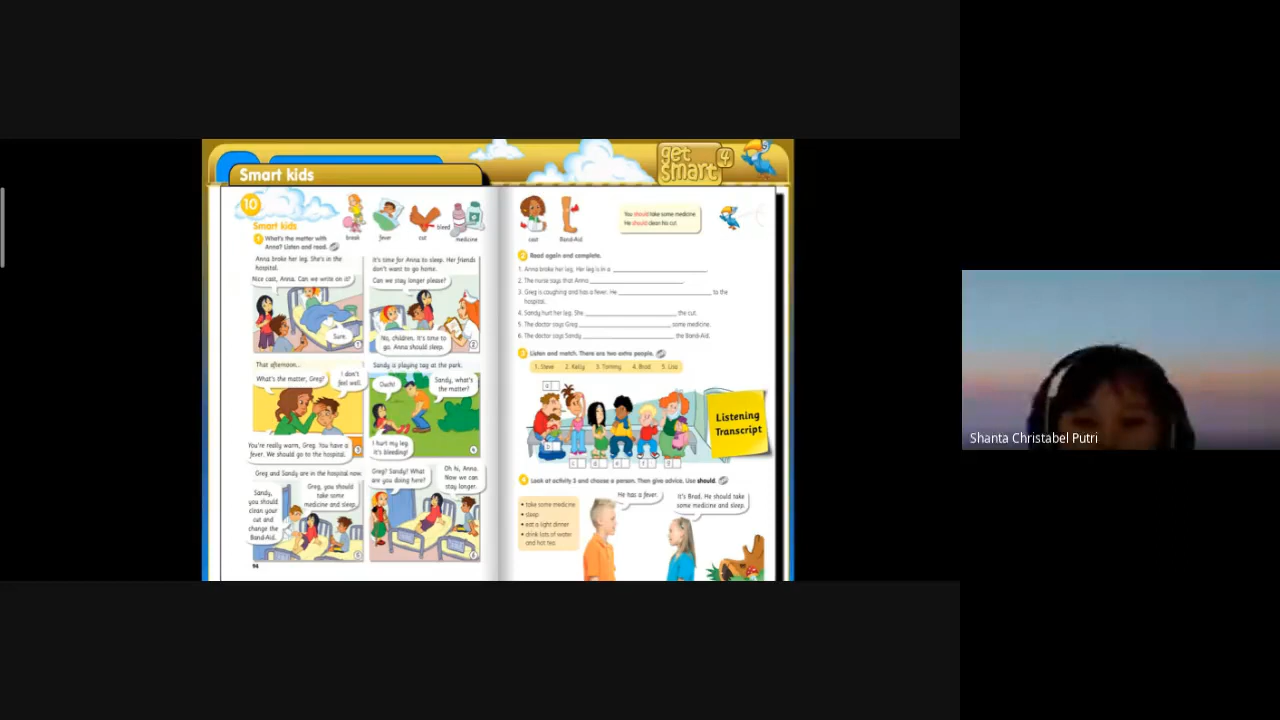 Smart kids
get
smart
4
10
Smart kids
break
fever
cut
bleed
medicine
1 What's the matter with
Anna? Listen and read.
Anna broke her leg. She's in the
hospital.
Nice cast, Anna. Can we write on it?
Sure.
1
It's time for Anna to sleep. Her friends
don't want to go home.
Can we stay longer please?
No, children. It's time to
go. Anna should sleep.
2
That afternoon...
What's the matter, Greg?
I don't
feel well.
You're really warm, Greg. You have a
fever. We should go to the hospital.
3
Sandy is playing tag at the park.
Ouch!
Sandy, what's
the matter?
I hurt my leg.
It's bleeding!
4
Greg and Sandy are in the hospital now.
Sandy,
you should
clean your
cut and
change the
Band-Aid.
Greg, you should
take some
medicine and sleep.
5
Greg? Sandy? What
are you doing here?
Oh hi, Anna.
Now we can
stay longer.
6
94
cast
Band-Aid
You should take some medicine
He should clean his cut.
2 Read again and complete.
1. Anna broke her leg. Her leg is in a
2. The nurse says that Anna
3. Greg is coughing and has a fever. He to the
hospital.
4. Sandy hurt her leg. She the cut.
5. The doctor says Greg some medicine.
6. The doctor says Sandy the Band-Aid.
3 Listen and match. There are two extra people.
1. Steve 2. Kelly 3. Tommy 4. Brad 5. Lisa
a
b
c d e f g
Listening
Transcript
4 Look at activity 3 and choose a person. Then give advice. Use should.
• take some medicine
• sleep
• eat a light dinner
• drink lots of water
and hot tea
He has a fever.
It's Brad. He should take
some medicine and sleep.
Shanta Christabel Putri